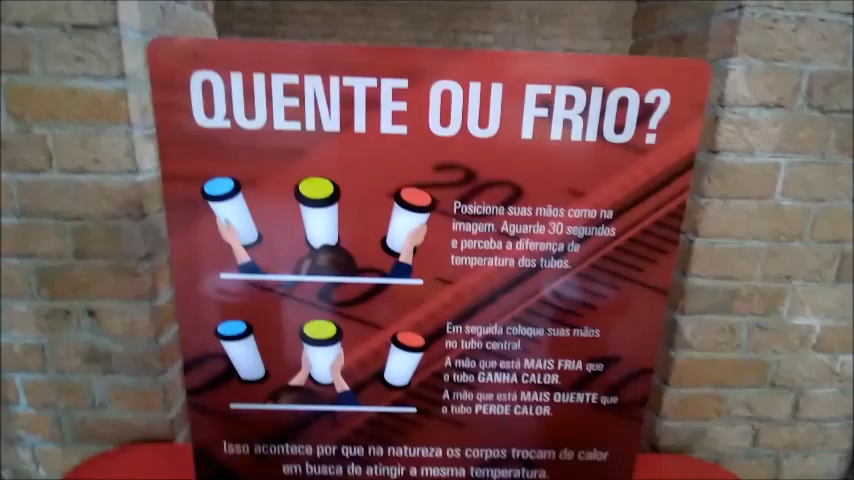 QUENTE OU FRIO?
Posicione suas mãos como na
imagem. Aguarde 30 segundos
e perceba a diferença de
temperatura dos tubos.
Em seguida coloque suas mãos
no tubo central.
A mão que está MAIS FRIA que
o tubo GANHA CALOR.
A mão que está MAIS QUENTE que
o tubo PERDE CALOR.
Isso acontece por que na natureza os corpos trocam de calor
em busca de atingir a mesma temperatura.